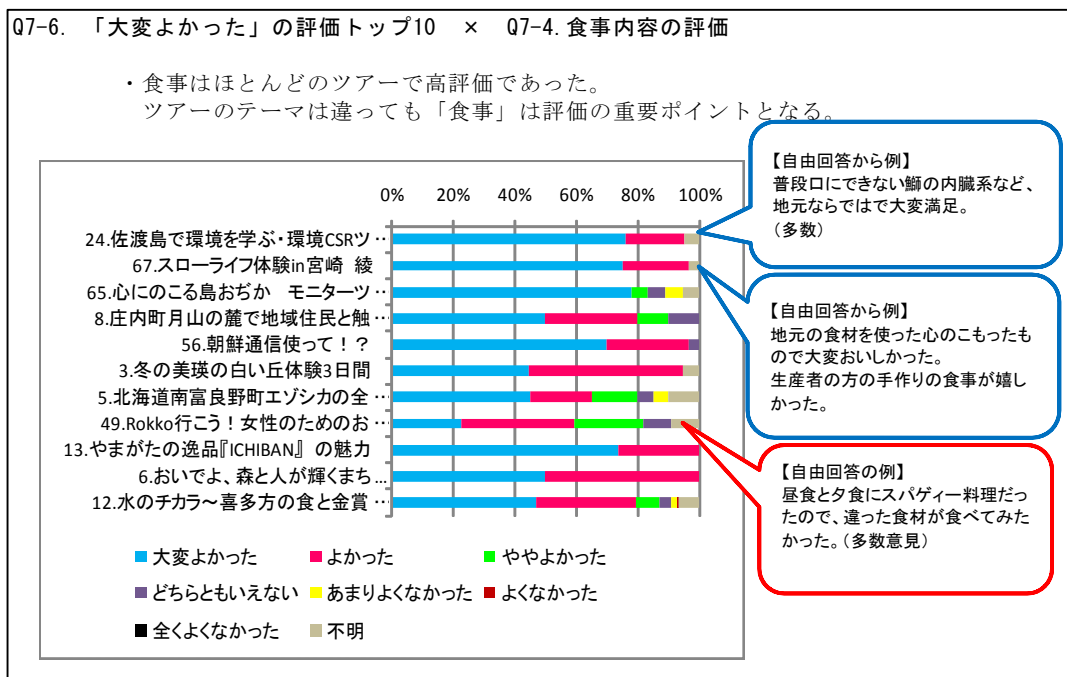 Q7-6. 「大変よかった」の評価トップ10 × Q7-4.食事内容の評価
・食事はほとんどのツアーで高評価であった。
ツアーのテーマは違っても「食事」は評価の重要ポイントとなる。
【自由回答から例】
普段口にできない鰤の内臓系など、
地元ならではで大変満足。
(多数)
0% 20% 40% 60% 80% 100%
24.佐渡島で環境を学ぶ・環境CSRツ…
67.スローライフ体験in宮崎 綾
65.心にのこる島おぢか モニターツ…
8.庄内町月山の麓で地域住民と触…
56.朝鮮通信使って!?
3.冬の美瑛の白い丘体験3日間
5.北海道南富良野町エゾシカの全…
49.Rokko行こう!女性のためのお…
13.やまがたの逸品『ICHIBAN』の魅力
6.おいでよ、森と人が輝くまち…
12.水のチカラ～喜多方の食と金賞…
【自由回答から例】
地元の食材を使った心のこもったも
ので大変おいしかった。
生産者の方の手作りの食事が嬉し
かった。
【自由回答の例】
昼食と夕食にスパゲィー料理だっ
たので、違った食材が食べてみた
かった。(多数意見)
大変よかった よかった ややよかった
どちらともいえない あまりよくなかった よくなかった
全くよくなかった 不明